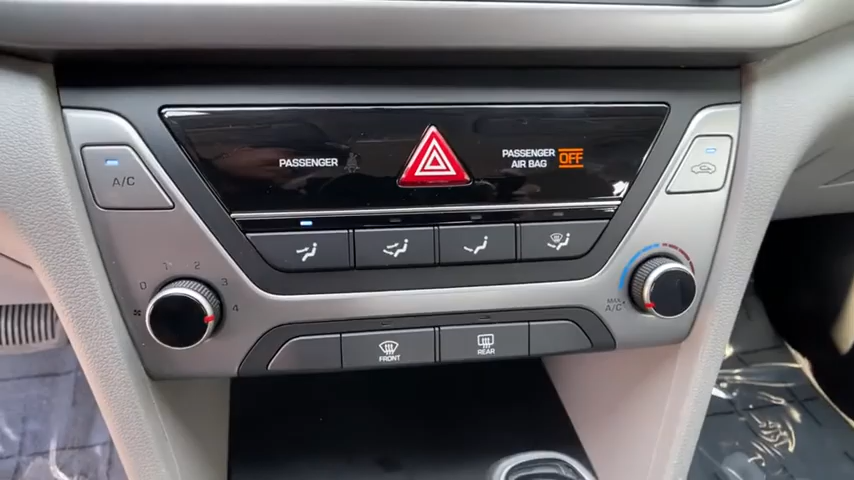 PASSENGER
PASSENGER
AIR BAG
OFF
A/C
0 1 2 3 4
MAX
A/C
FRONT
REAR